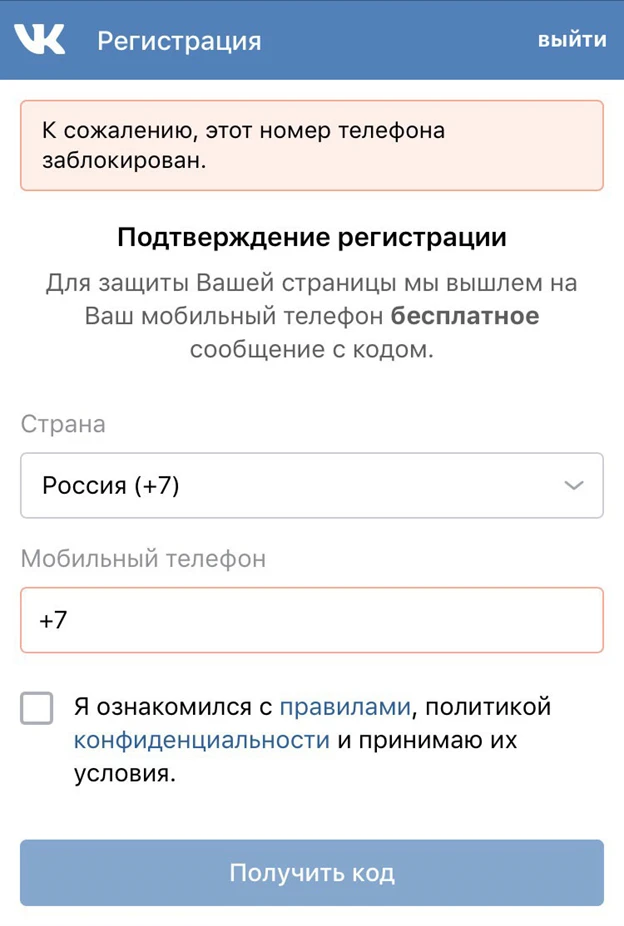 VK Регистрация выйти
К сожалению, этот номер телефона
заблокирован.
Подтверждение регистрации
Для защиты Вашей страницы мы вышлем на
Ваш мобильный телефон бесплатное
сообщение с кодом.
Страна
Россия (+7)
Мобильный телефон
+7
Я ознакомился с правилами, политикой
конфиденциальности и принимаю их
условия.
Получить код